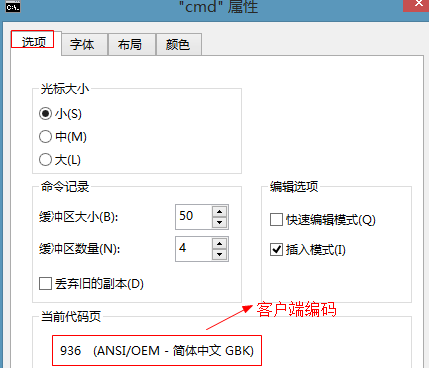 "cmd" 属性
选项 字体 布局 颜色
光标大小
小(S)
中(M)
大(L)
命令记录
缓冲区大小(B): 50
缓冲区数量(N): 4
丢弃旧的副本(D)
编辑选项
快速编辑模式(Q)
插入模式(I)
客户端编码
当前代码页
936 (ANSI/OEM - 简体中文 GBK)